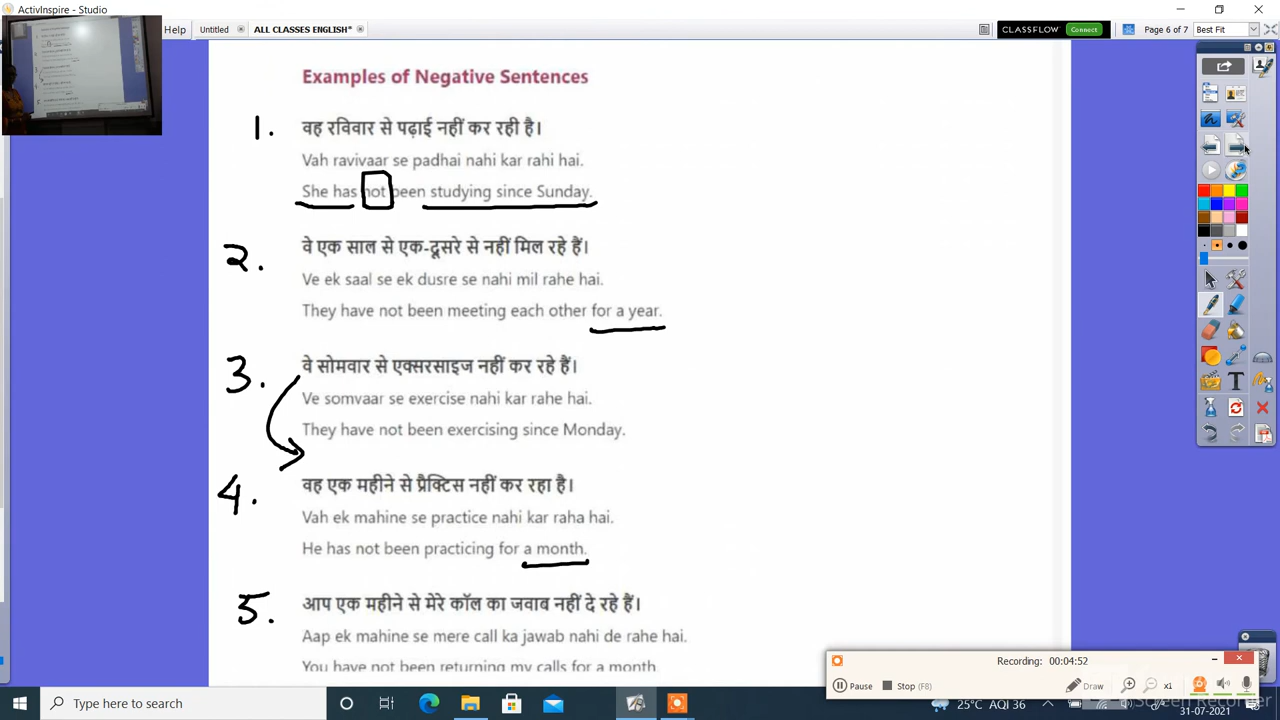 ActivInspire - Studio
Help
Untitled
ALL CLASSES ENGLISH*
CLASSFLOW
Connect
Page 6 of 7
Best Fit
Examples of Negative Sentences
1.
वह रविवार से पढ़ाई नहीं कर रही है।
Vah ravivaar se padhai nahi kar rahi hai.
She has not been studying since Sunday.
2.
वे एक साल से एक-दूसरे से नहीं मिल रहे हैं।
Ve ek saal se ek dusre se nahi mil rahe hai.
They have not been meeting each other for a year.
3.
वे सोमवार से एक्सरसाइज नहीं कर रहे हैं।
Ve somvaar se exercise nahi kar rahe hai.
They have not been exercising since Monday.
4.
वह एक महीने से प्रैक्टिस नहीं कर रहा है।
Vah ek mahine se practice nahi kar raha hai.
He has not been practicing for a month.
5.
आप एक महीने से मेरे कॉल का जवाब नहीं दे रहे हैं।
Aap ek mahine se mere call ka jawab nahi de rahe hai.
You have not been returning my calls for a month
Recording: 00:04:52
Pause
Stop (F8)
Draw
x1
Screen Recorder
Type here to search
25°C AQI 36
31-07-2021